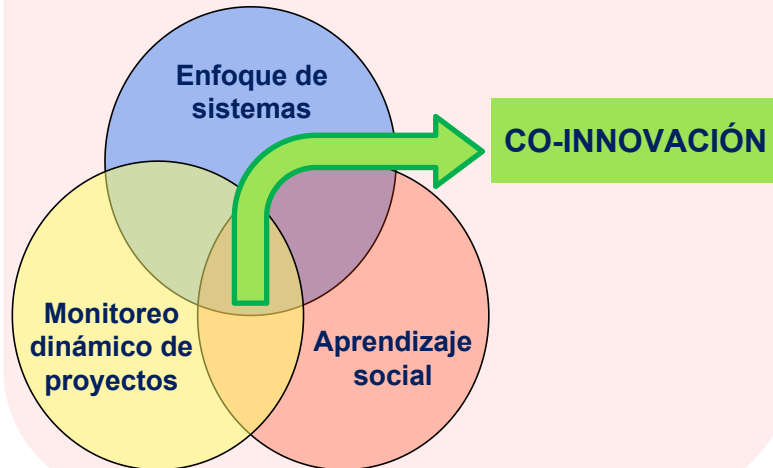 Enfoque de
sistemas
CO-INNOVACIÓN
Monitoreo
dinámico de
proyectos
Aprendizaje
social